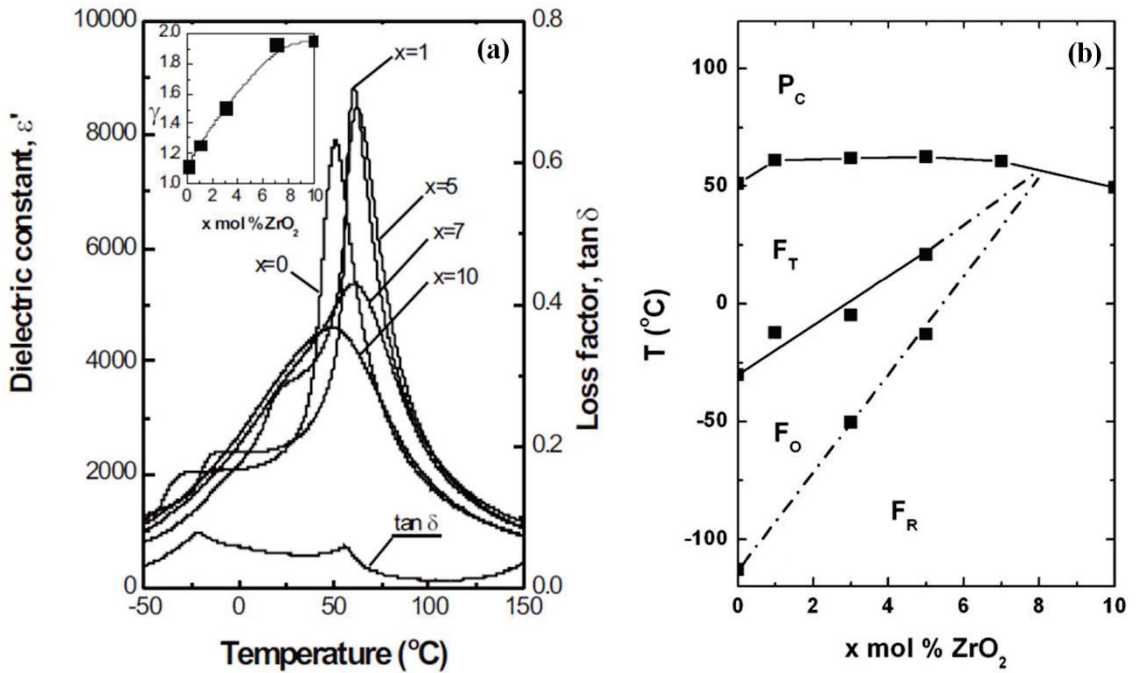 (a)
10000
8000
6000
4000
2000
0
Dielectric constant, ε'
0.8
0.6
0.4
0.2
0.0
Loss factor, tan δ
2.0
1.8
1.6
1.4
1.2
1.0
γ
0 2 4 6 8 10
x mol %ZrO2
x=1
x=5
x=7
x=10
x=0
tan δ
-50 0 50 100 150
Temperature (°C)
(b)
100
50
0
-50
-100
T (°C)
PC
FT
FO
FR
0 2 4 6 8 10
x mol % ZrO2